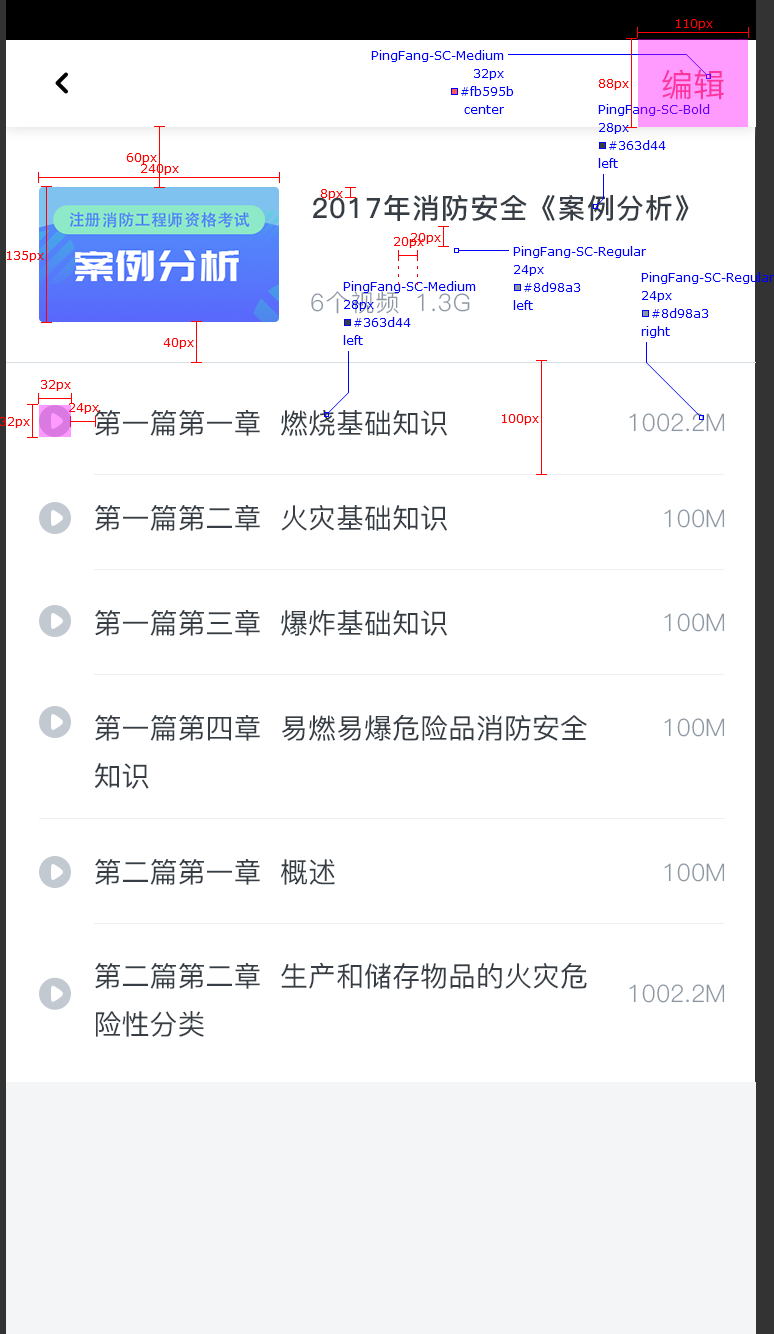 110px
PingFang-SC-Medium
32px
#fb595b
center
88px
编辑
PingFang-SC-Bold
28px
#363d44
left
60px
240px
8px
2017年消防安全《案例分析》
注册消防工程师资格考试
案例分析
135px
20px
20px
PingFang-SC-Regular
24px
#8d98a3
left
PingFang-SC-Regular
24px
#8d98a3
right
PingFang-SC-Medium
28px
#363d44
left
6个视频 1.3G
40px
32px
24px
32px
100px
第一篇第一章 燃烧基础知识 1002.2M
第一篇第二章 火灾基础知识 100M
第一篇第三章 爆炸基础知识 100M
第一篇第四章 易燃易爆危险品消防安全 100M
知识
第二篇第一章 概述 100M
第二篇第二章 生产和储存物品的火灾危 1002.2M
险性分类